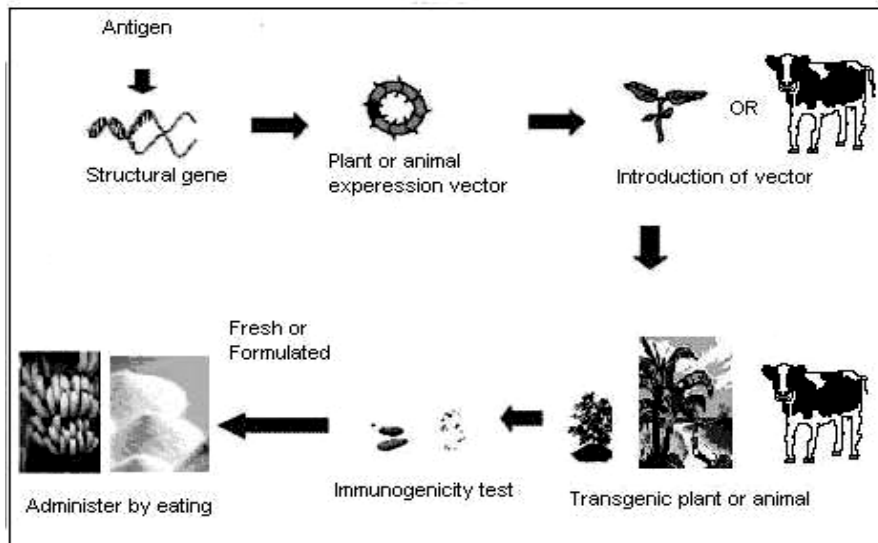 Antigen
Structural gene
Plant or animal
experession vector
OR
Introduction of vector
Fresh or
Formulated
Administer by eating
Immunogenicity test
Transgenic plant or animal